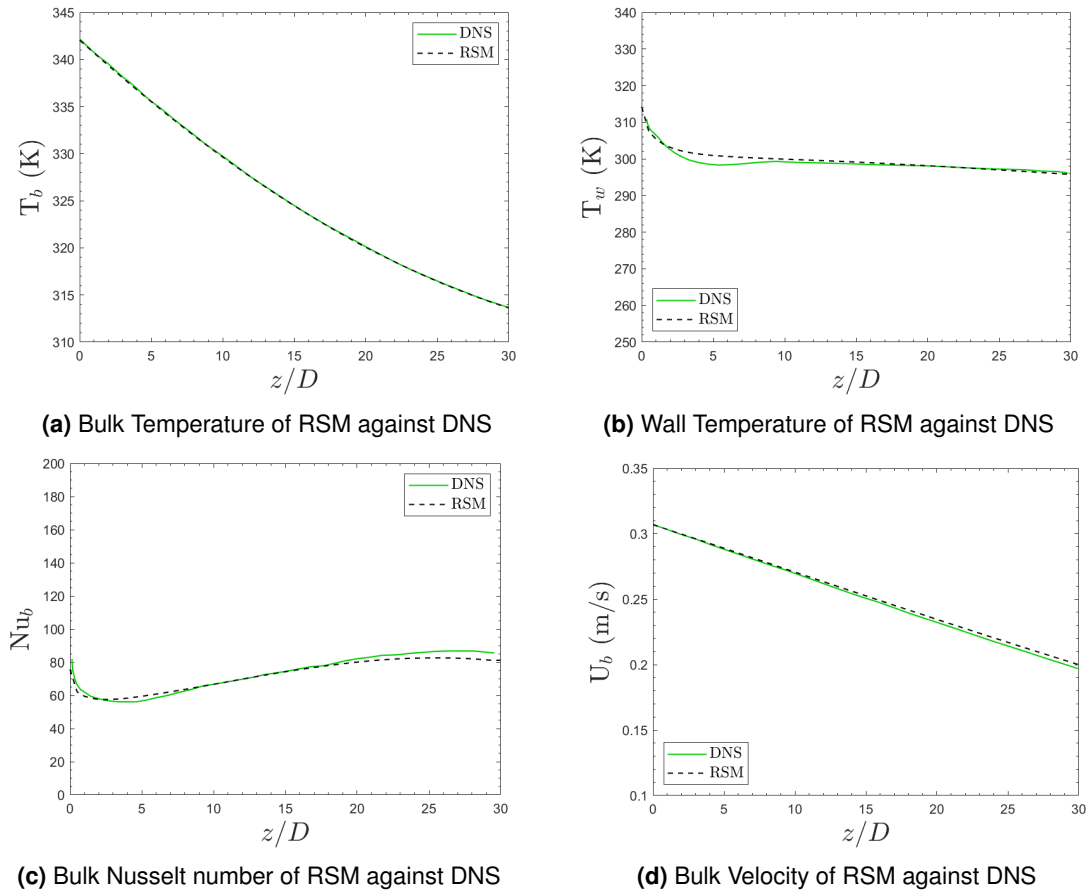 345
340
335
330
325
320
315
310
T_b (K)
0 5 10 15 20 25 30
z/D
DNS
RSM
(a) Bulk Temperature of RSM against DNS
340
330
320
310
300
290
280
270
260
250
T_w (K)
0 5 10 15 20 25 30
z/D
DNS
RSM
(b) Wall Temperature of RSM against DNS
200
180
160
140
120
100
80
60
40
20
0
Nu_b
0 5 10 15 20 25 30
z/D
DNS
RSM
(c) Bulk Nusselt number of RSM against DNS
0.35
0.3
0.25
0.2
0.15
0.1
U_b (m/s)
0 5 10 15 20 25 30
z/D
DNS
RSM
(d) Bulk Velocity of RSM against DNS